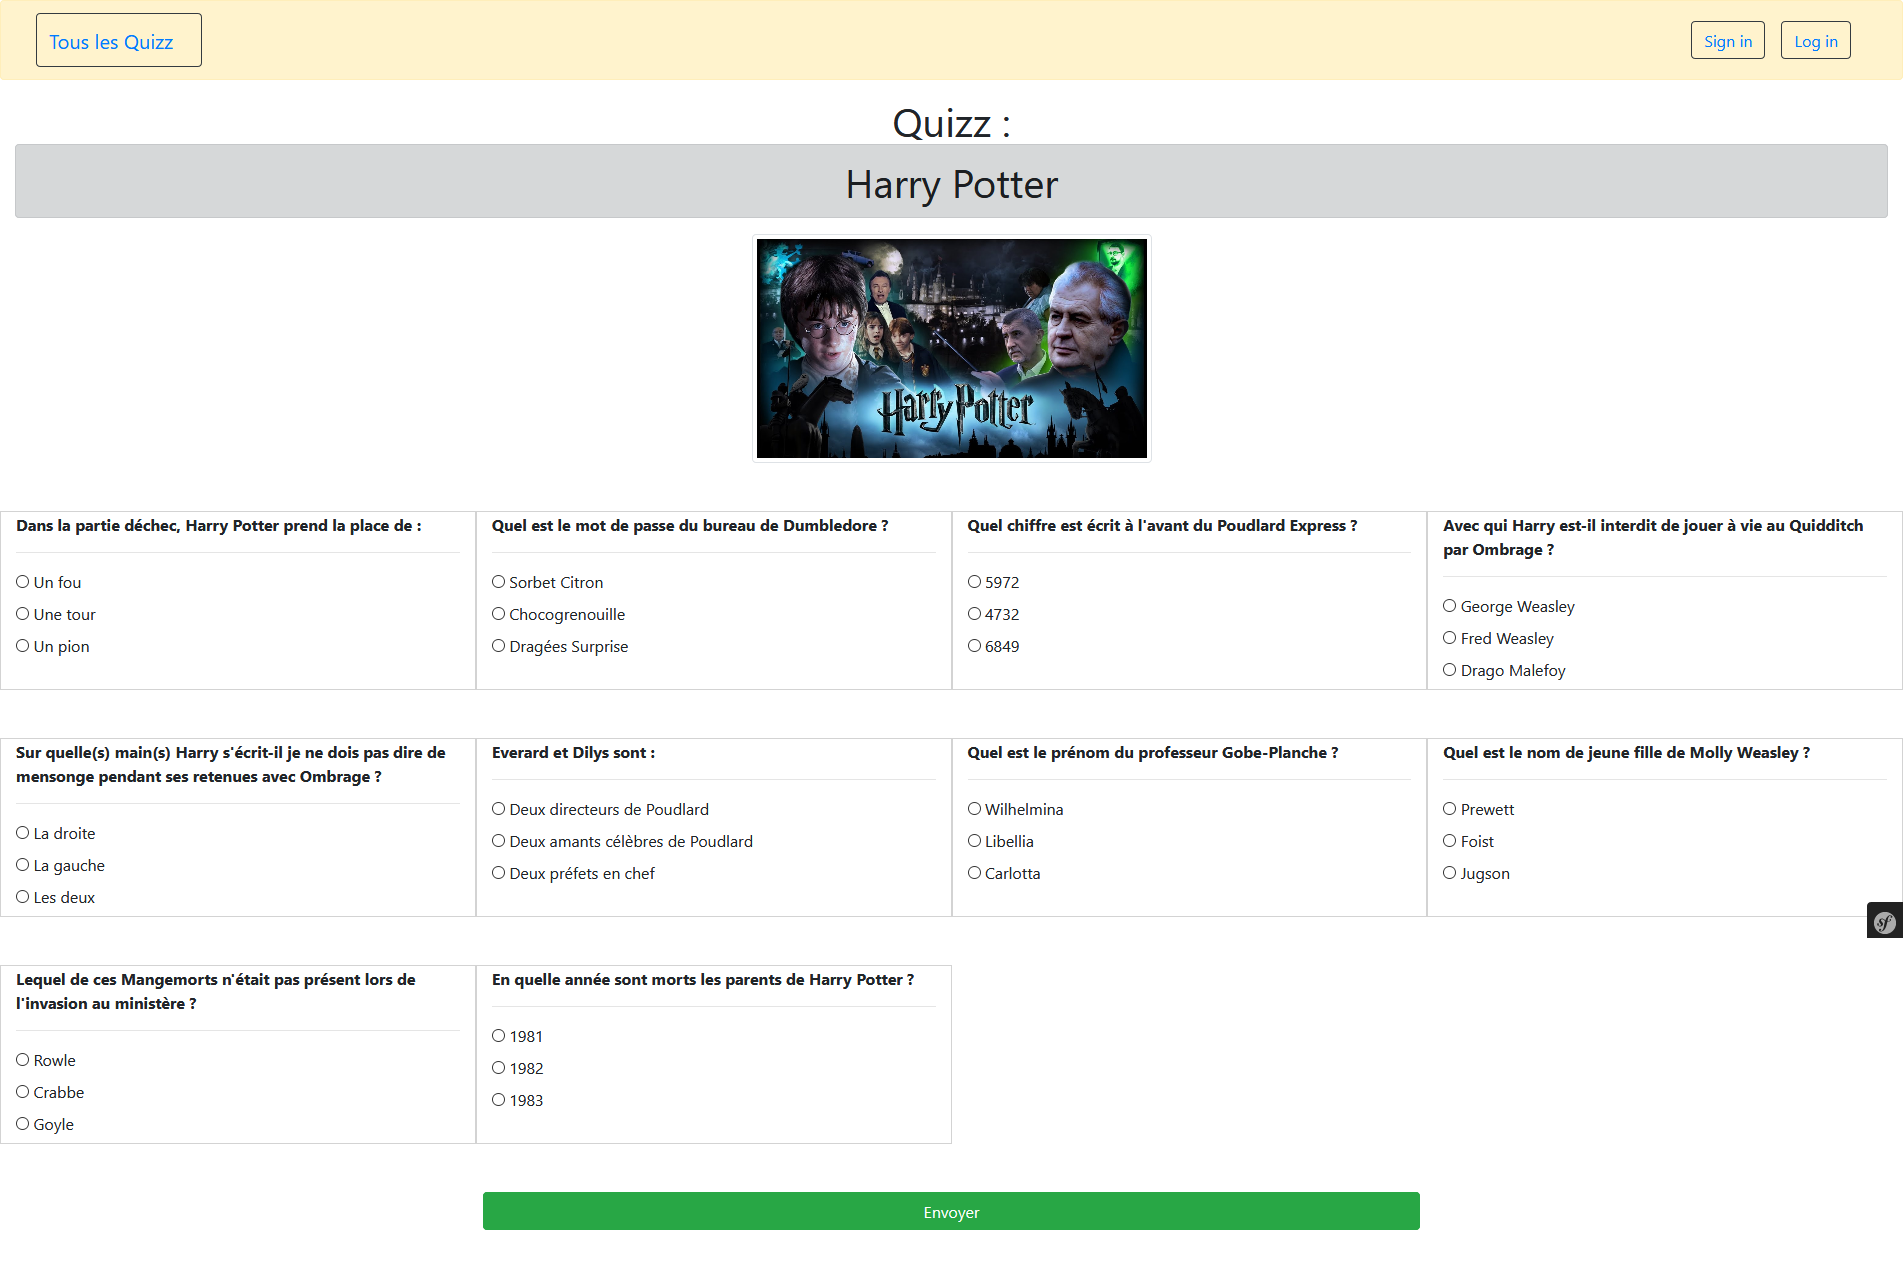 Tous les Quizz
Sign in
Log in
Quizz :
Harry Potter
Harry Potter
Dans la partie déchec, Harry Potter prend la place de :
Un fou
Une tour
Un pion
Quel est le mot de passe du bureau de Dumbledore ?
Sorbet Citron
Chocogrenouille
Dragées Surprise
Quel chiffre est écrit à l'avant du Poudlard Express ?
5972
4732
6849
Avec qui Harry est-il interdit de jouer à vie au Quidditch
par Ombrage ?
George Weasley
Fred Weasley
Drago Malefoy
Sur quelle(s) main(s) Harry s'écrit-il je ne dois pas dire de
mensonge pendant ses retenues avec Ombrage ?
La droite
La gauche
Les deux
Everard et Dilys sont :
Deux directeurs de Poudlard
Deux amants célèbres de Poudlard
Deux préfets en chef
Quel est le prénom du professeur Gobe-Planche ?
Wilhelmina
Libellia
Carlotta
Quel est le nom de jeune fille de Molly Weasley ?
Prewett
Foist
Jugson
sf
Lequel de ces Mangemorts n'était pas présent lors de
l'invasion au ministère ?
Rowle
Crabbe
Goyle
En quelle année sont morts les parents de Harry Potter ?
1981
1982
1983
Envoyer